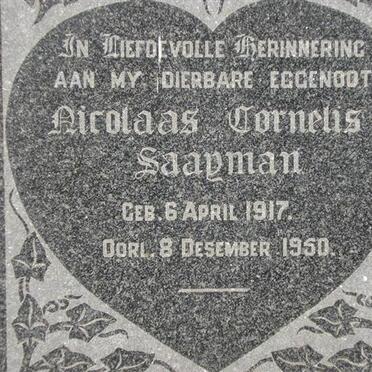 In Liefdevolle Herinnering
AAN MY DIERBARE EGGENOOT
Nicolaas Cornelis
Saayman
GEB. 6 APRIL 1917.
OORL. 8 DESEMBER 1950.